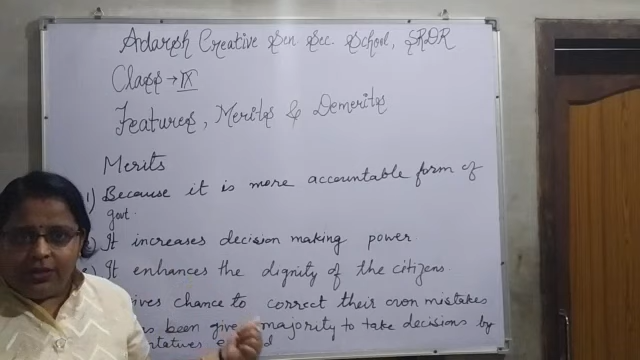 Adarsh Creative Sen. Sec. School, SRDR
Class → IX
Features, Merits & Demerits
Merits
1) Because it is more accountable form of
govt.
It increases decision making power
It enhances the dignity of the citizens.
chance to correct their own mistakes
been given majority to take decisions by